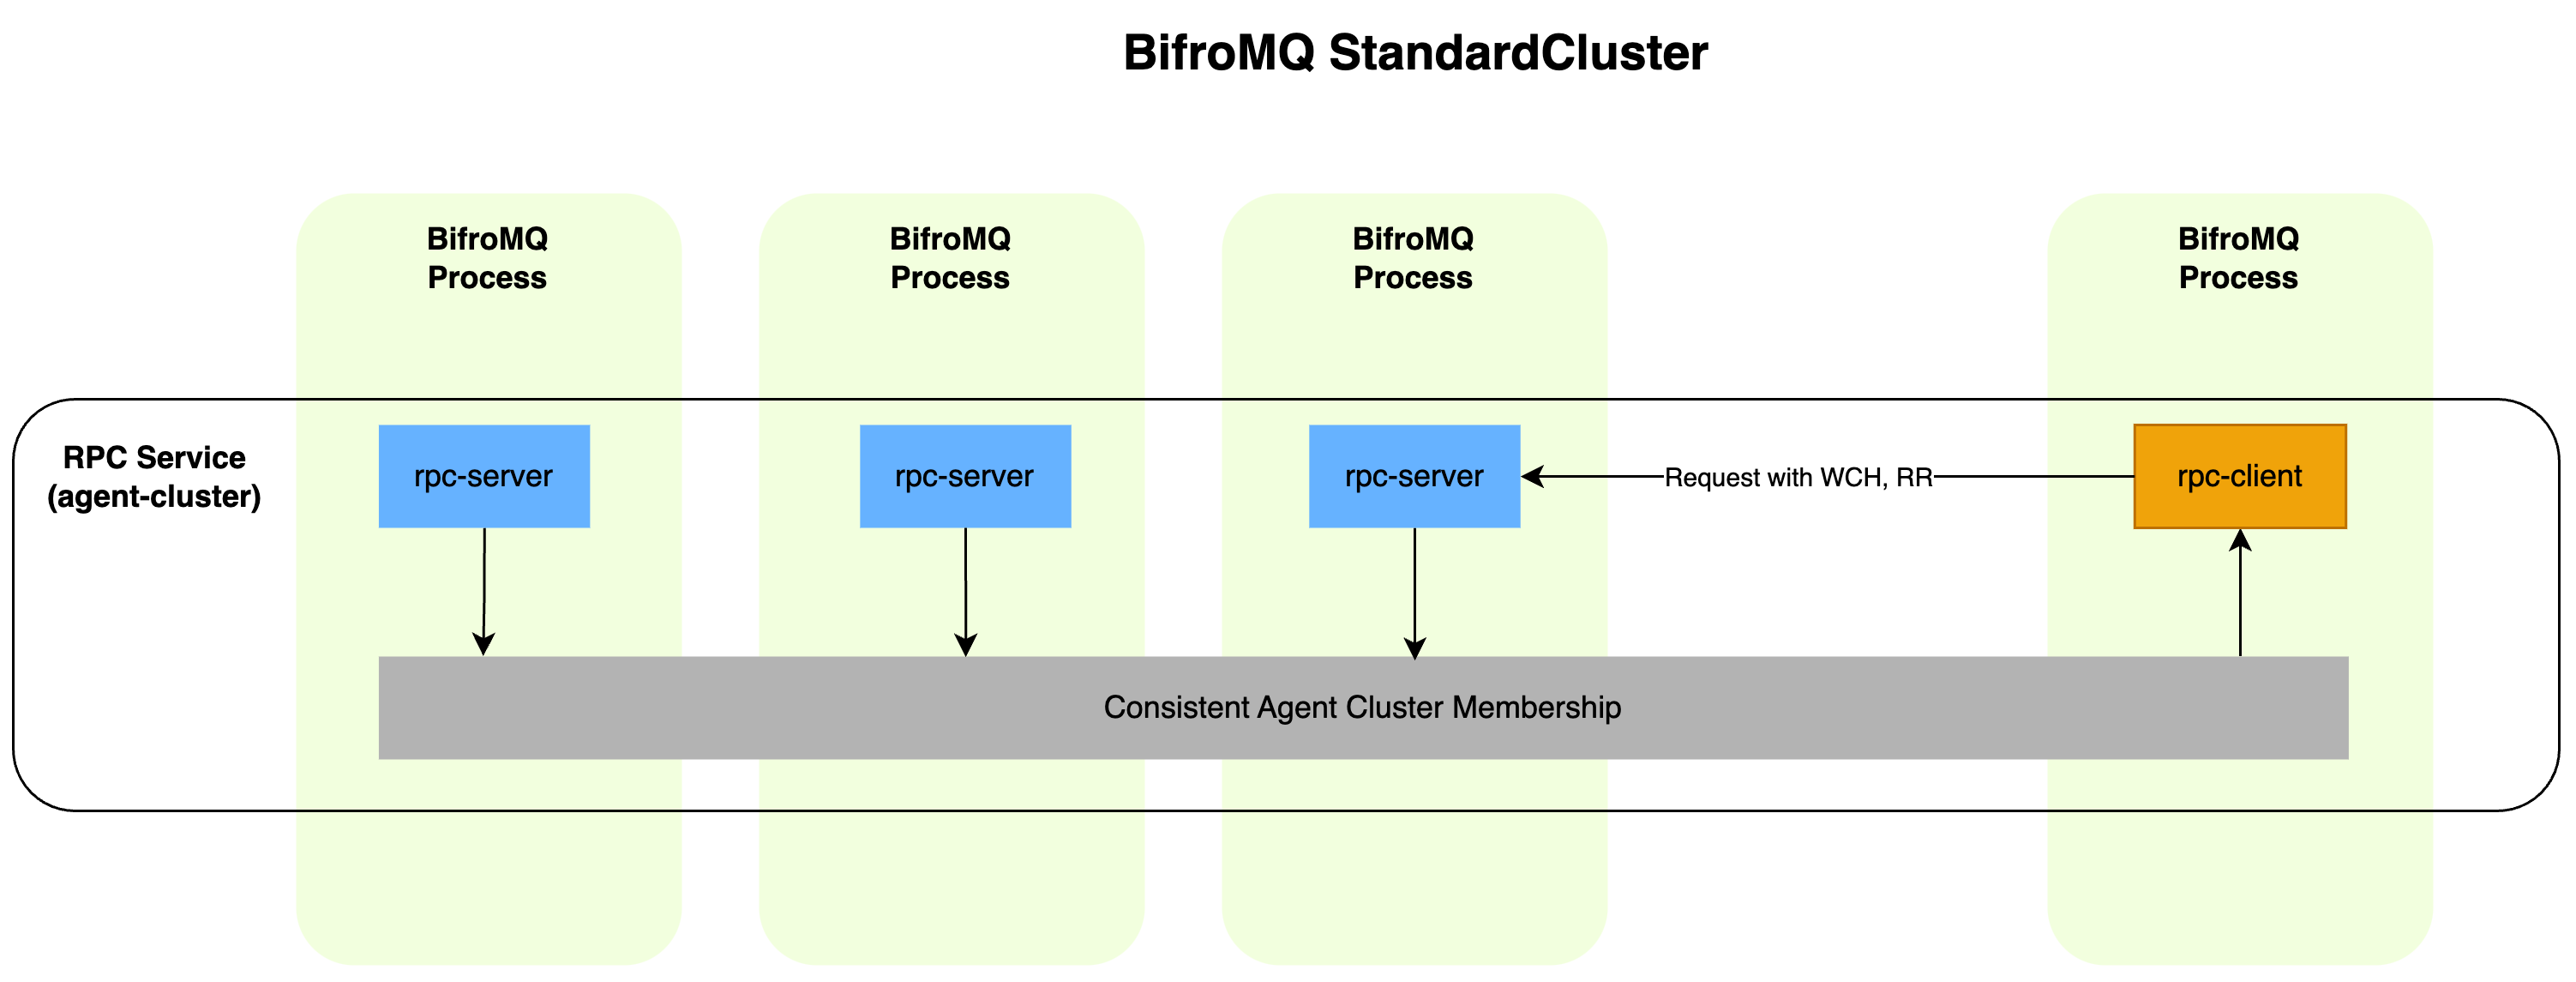 BifroMQ StandardCluster
BifroMQ
Process
BifroMQ
Process
BifroMQ
Process
BifroMQ
Process
RPC Service
(agent-cluster)
rpc-server
rpc-server
rpc-server
Request with WCH, RR
rpc-client
Consistent Agent Cluster Membership